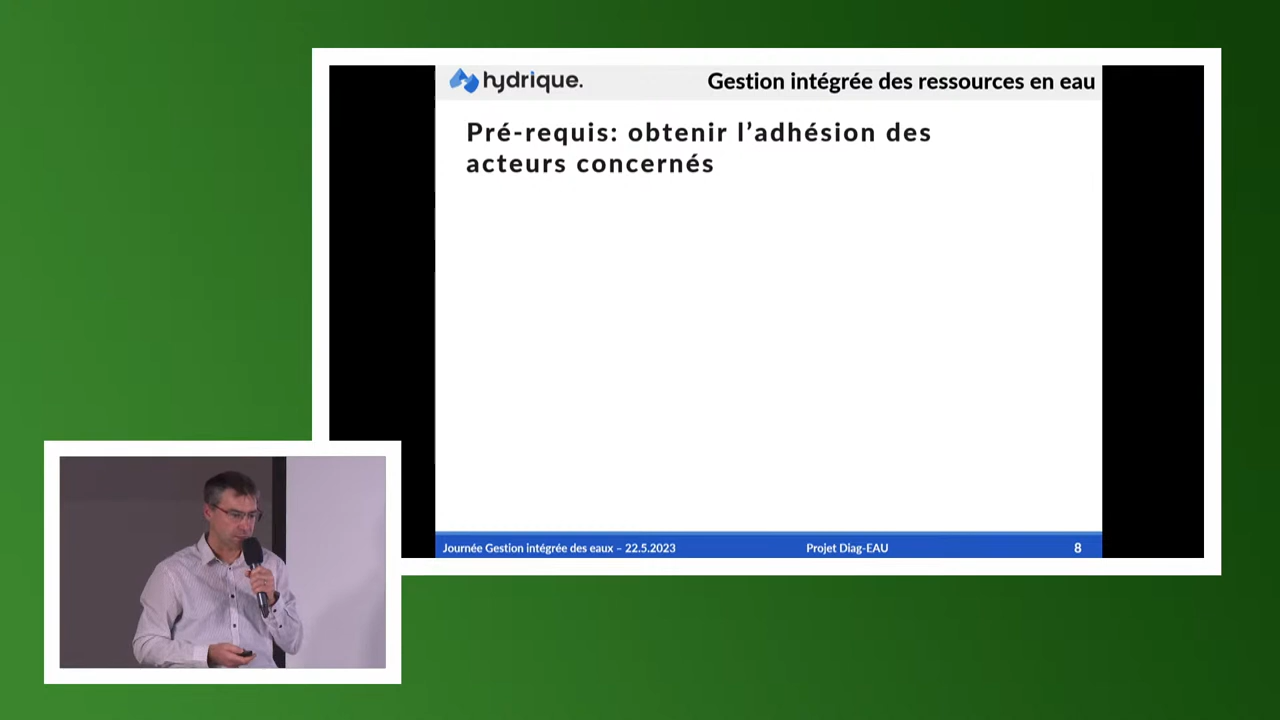 hydrique.
Gestion intégrée des ressources en eau
Pré-requis: obtenir l’adhésion des
acteurs concernés
Journée Gestion intégrée des eaux – 22.5.2023
Projet Diag-EAU
8